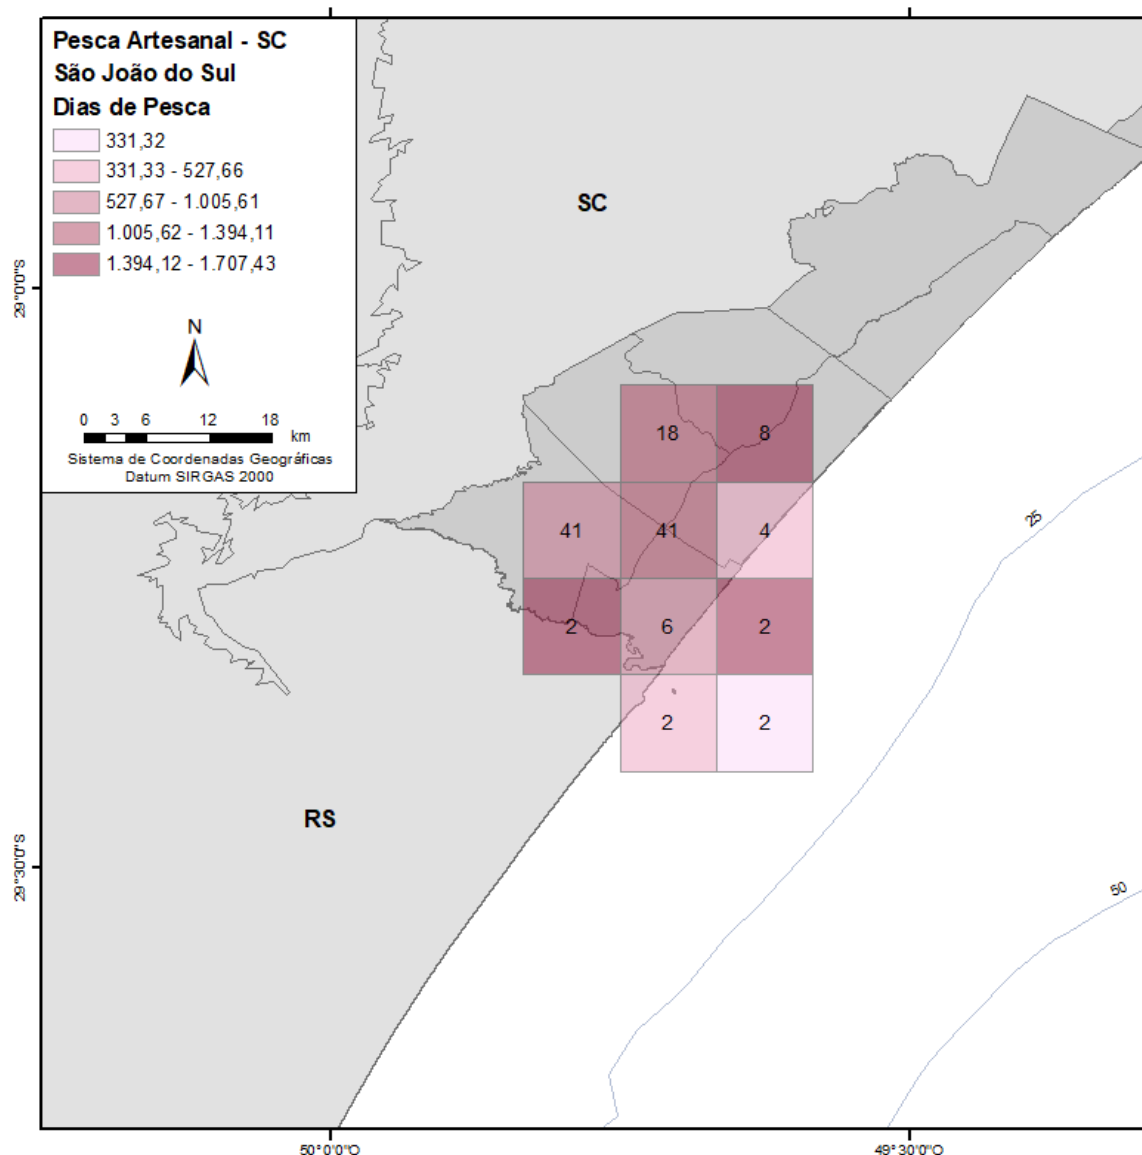 Pesca Artesanal - SC
São João do Sul
Dias de Pesca
331,32
331,33 - 527,66
527,67 - 1.005,61
1.005,62 - 1.394,11
1.394,12 - 1.707,43
N
0 3 6 12 18
km
Sistema de Coordenadas Geográficas
Datum SIRGAS 2000
SC
29°0'0"S
18 8
41 41 4
2 6 2
2 2
25
RS
29°30'0"S
50
50°0'0"O 49°30'0"O